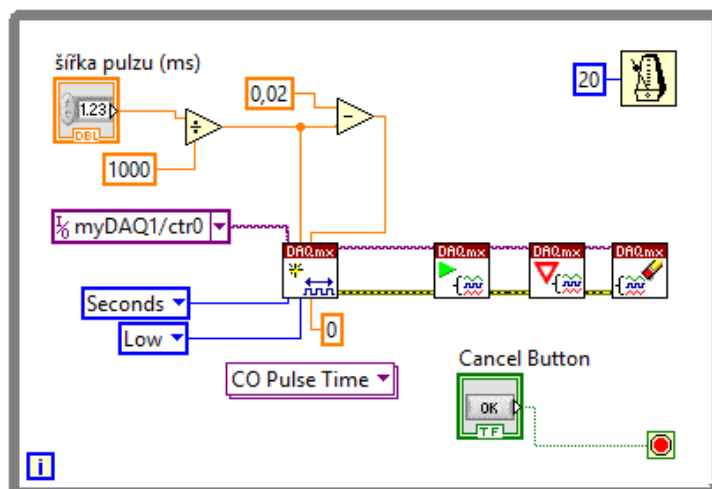 šířka pulzu (ms)
1.23
DBL
0,02
20
1000
I/O myDAQ1/ctr0
DAQmx
DAQmx
DAQmx
DAQmx
Seconds
Low
0
CO Pulse Time
Cancel Button
OK
TF
i